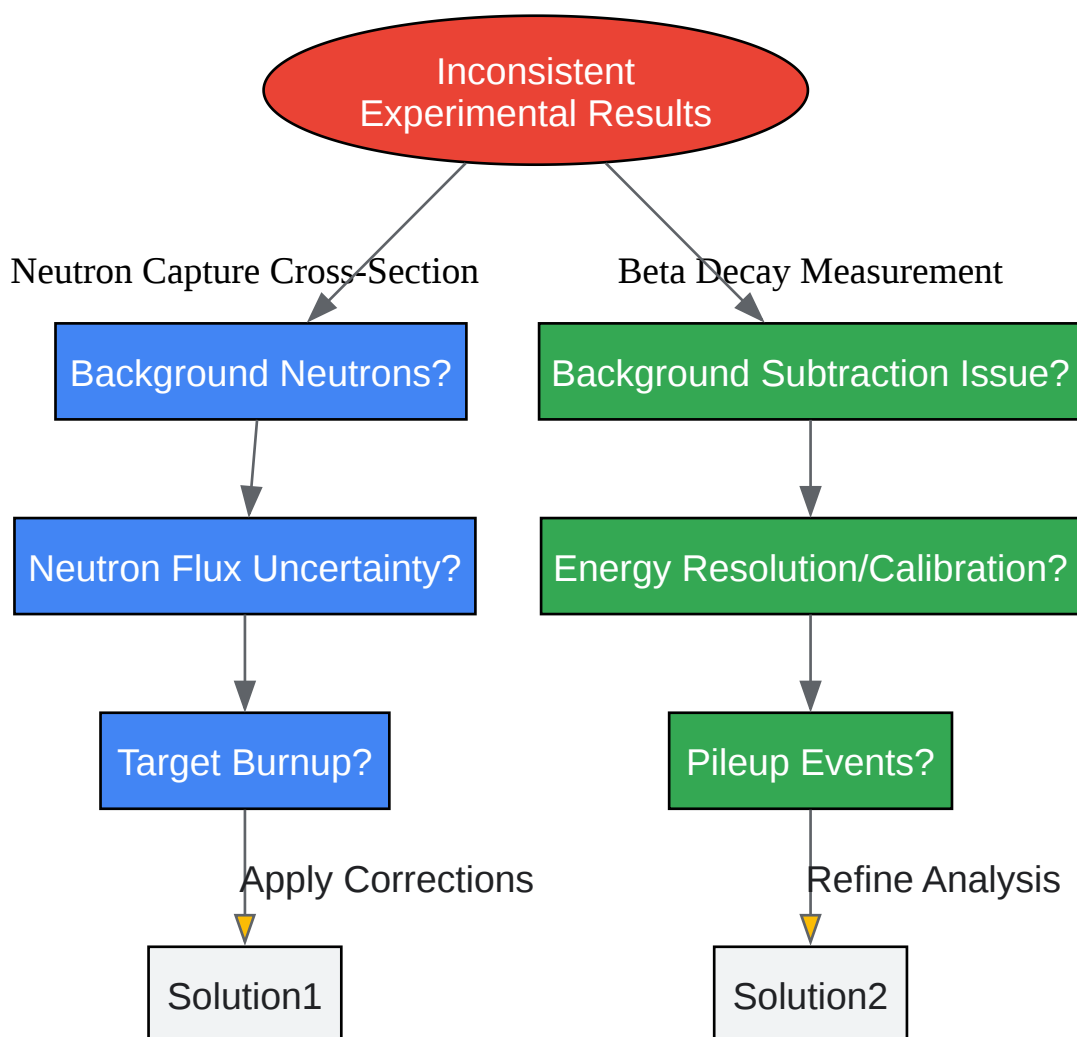 Inconsistent
Experimental Results
Neutron Capture Cross-Section
Beta Decay Measurement
Background Neutrons?
Background Subtraction Issue?
Neutron Flux Uncertainty?
Energy Resolution/Calibration?
Target Burnup?
Pileup Events?
Apply Corrections
Refine Analysis
Solution1
Solution2